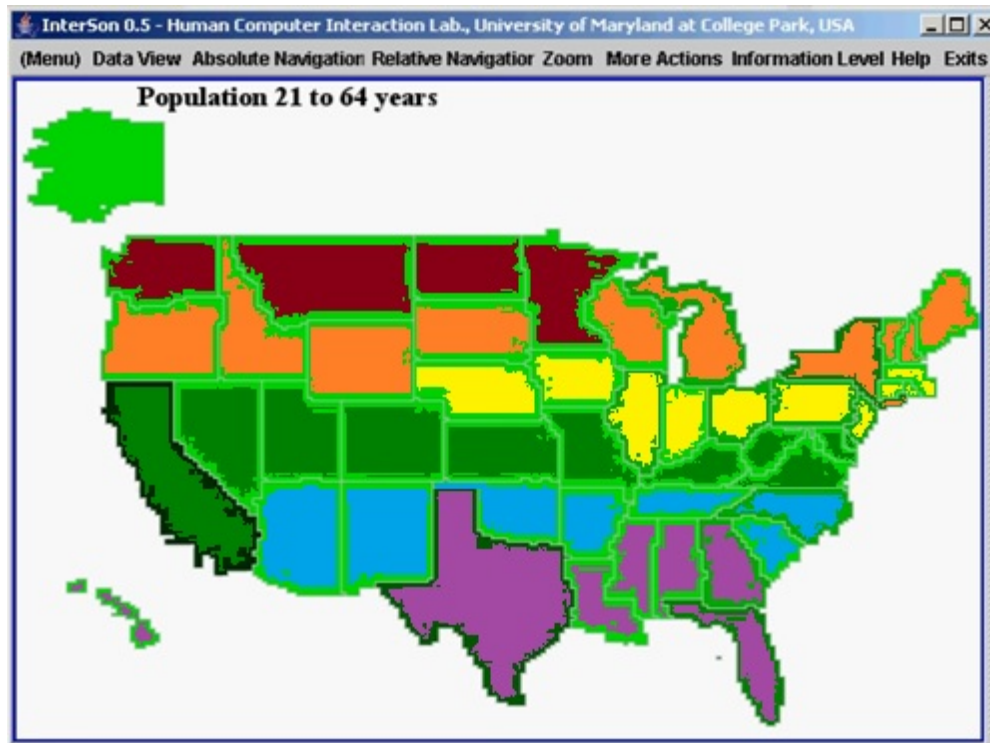 InterSon 0.5 - Human Computer Interaction Lab., University of Maryland at College Park, USA
(Menu) Data View Absolute Navigation Relative Navigatior Zoom More Actions Information Level Help Exits
Population 21 to 64 years